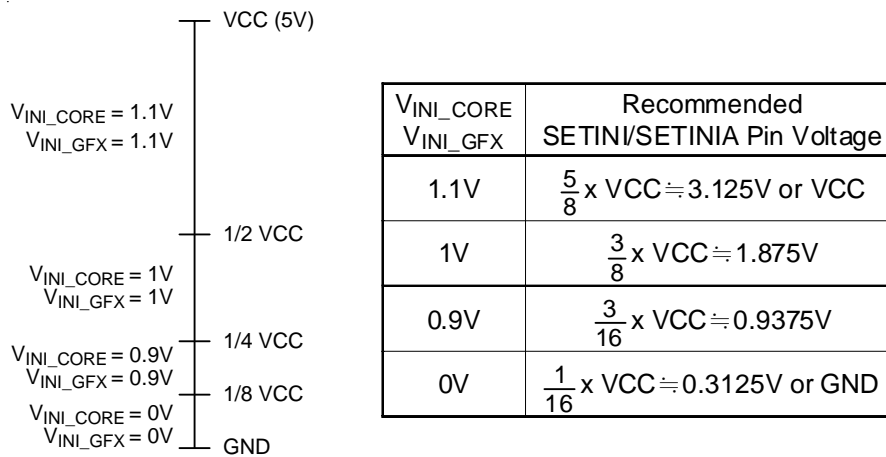 VCC (5V)
VINI_CORE = 1.1V
VINI_GFX = 1.1V
1/2 VCC
VINI_CORE = 1V
VINI_GFX = 1V
1/4 VCC
VINI_CORE = 0.9V
VINI_GFX = 0.9V
1/8 VCC
VINI_CORE = 0V
VINI_GFX = 0V
GND
VINI_CORE
VINI_GFX
Recommended
SETINI/SETINIA Pin Voltage
1.1V
5/8 x VCC≒3.125V or VCC
1V
3/8 x VCC≒1.875V
0.9V
3/16 x VCC≒0.9375V
0V
1/16 x VCC≒0.3125V or GND